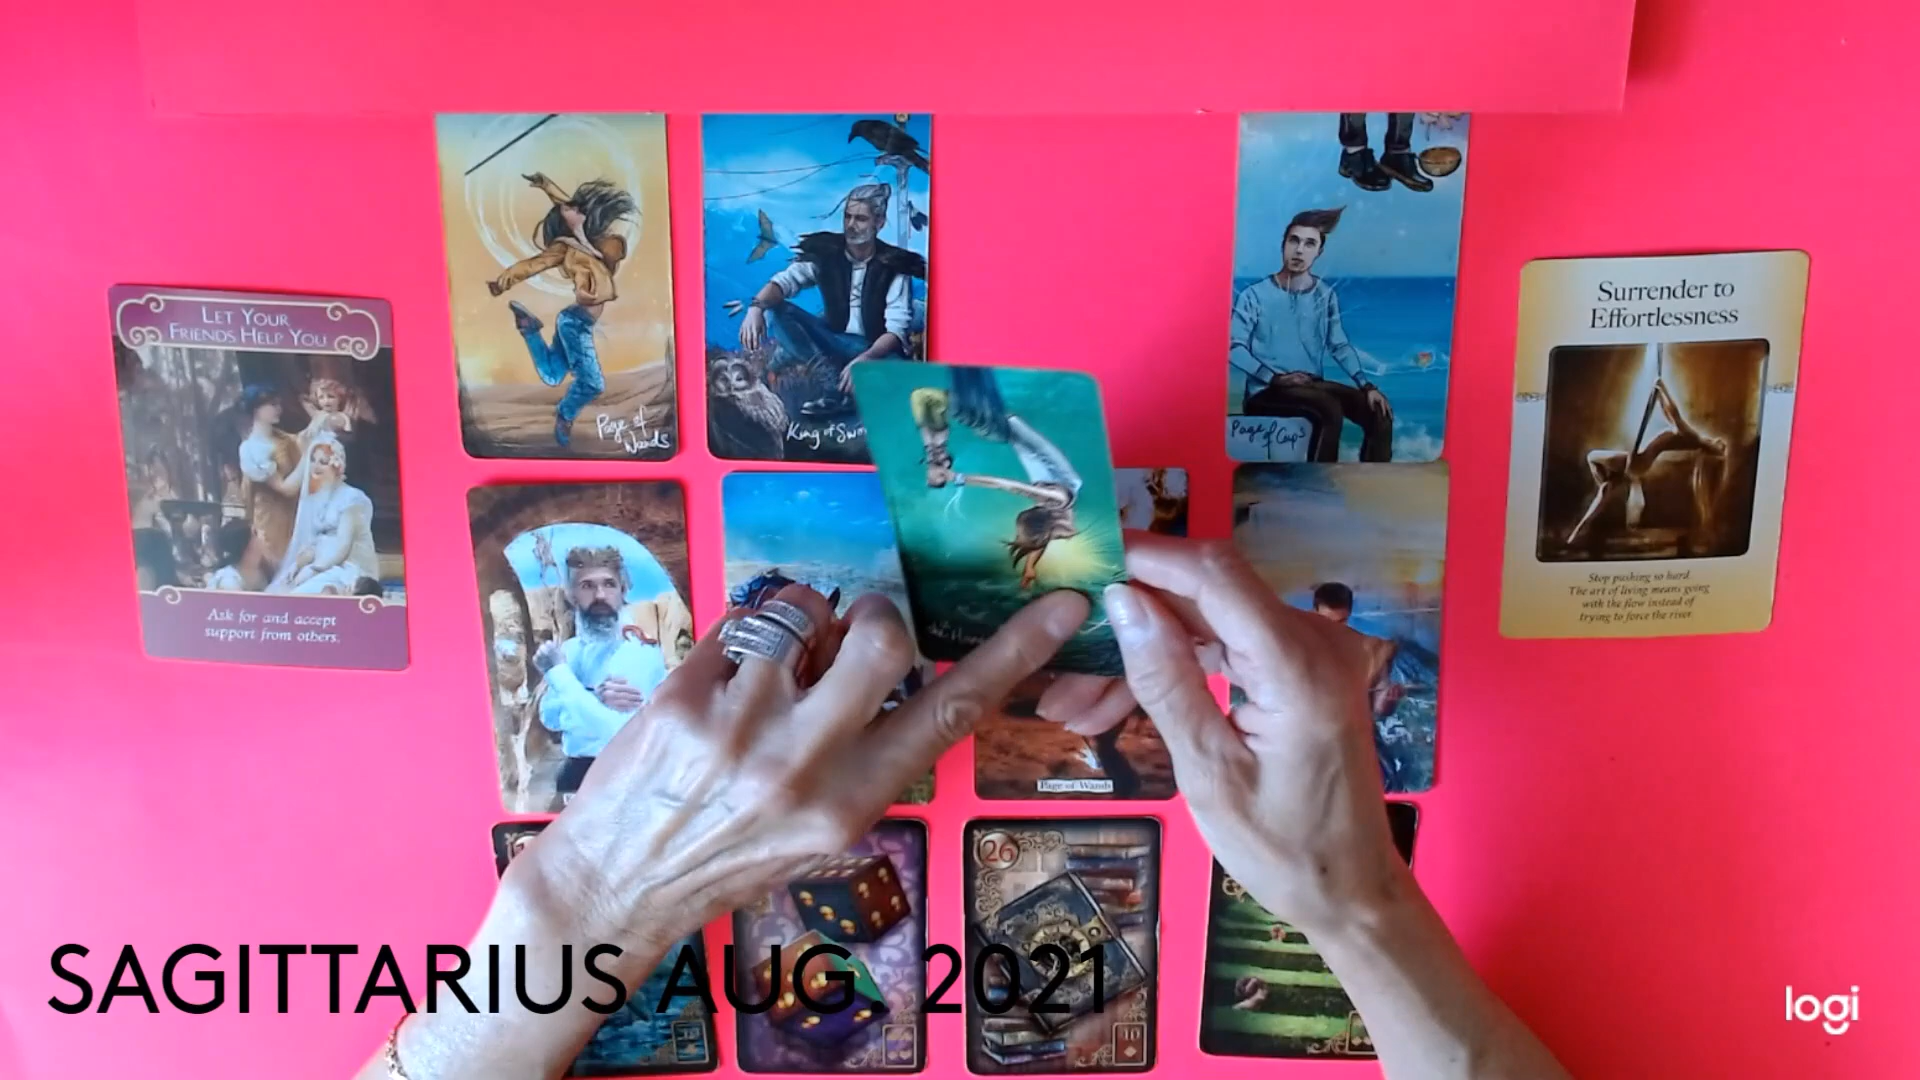 LET YOUR
FRIENDS HELP YOU
Ask for and accept
support from others.
Page of
Wands
King of
Page of Cups
Surrender to
Effortlessness
Stop pushing so hard.
The art of living means going
with the flow instead of
trying to force the river.
Page of Wands
26
10
SAGITTARIUS AUG. 2021
logi